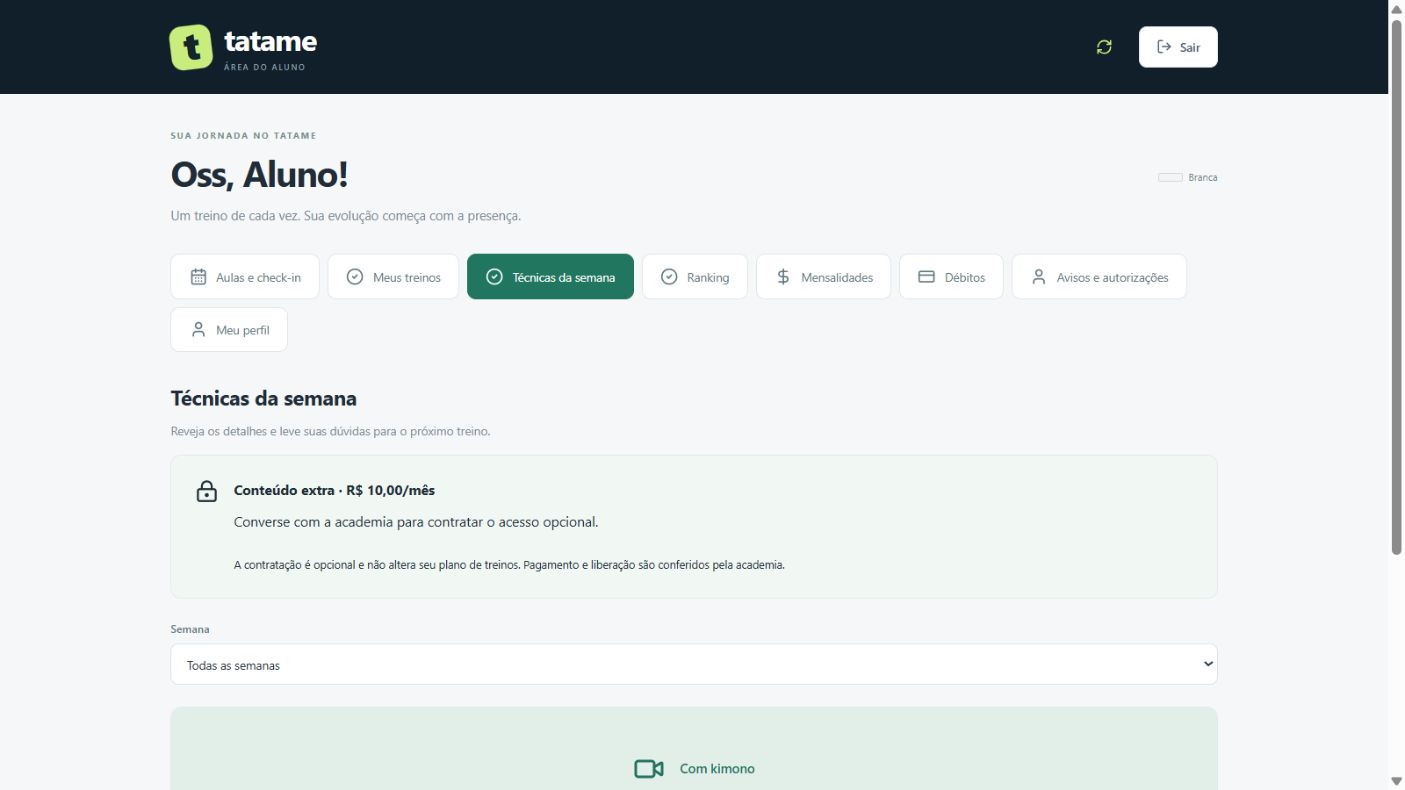 t tatame
ÁREA DO ALUNO
Sair
SUA JORNADA NO TATAME
Oss, Aluno!
Branca
Um treino de cada vez. Sua evolução começa com a presença.
Aulas e check-in
Meus treinos
Técnicas da semana
Ranking
Mensalidades
Débitos
Avisos e autorizações
Meu perfil
Técnicas da semana
Reveja os detalhes e leve suas dúvidas para o próximo treino.
Conteúdo extra · R$ 10,00/mês
Converse com a academia para contratar o acesso opcional.
A contratação é opcional e não altera seu plano de treinos. Pagamento e liberação são conferidos pela academia.
Semana
Todas as semanas
Com kimono